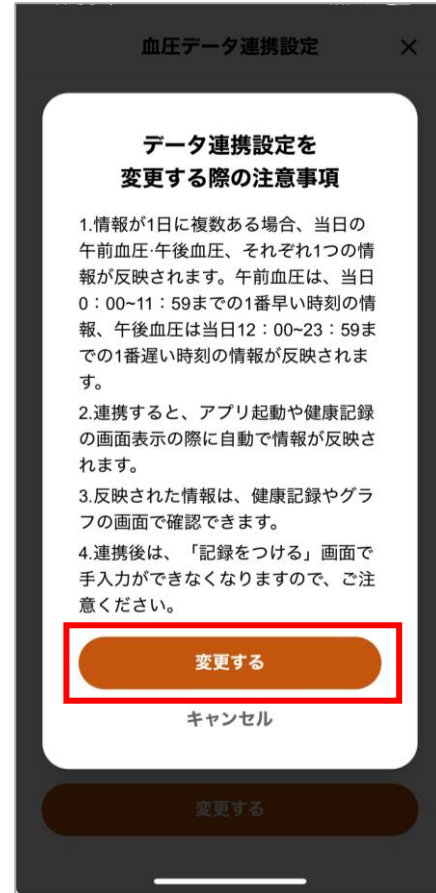 血圧データ連携設定 ×
データ連携設定を
変更する際の注意事項
1.情報が1日に複数ある場合、当日の
午前血圧·午後血圧、それぞれ1つの情
報が反映されます。午前血圧は、当日
0：00~11：59までの1番早い時刻の情
報、午後血圧は当日12：00~23：59ま
での1番遅い時刻の情報が反映されま
す。
2.連携すると、アプリ起動や健康記録
の画面表示の際に自動で情報が反映さ
れます。
3.反映された情報は、健康記録やグラ
フの画面で確認できます。
4.連携後は、「記録をつける」画面で
手入力ができなくなりますので、ご注
意ください。
変更する
キャンセル
変更する